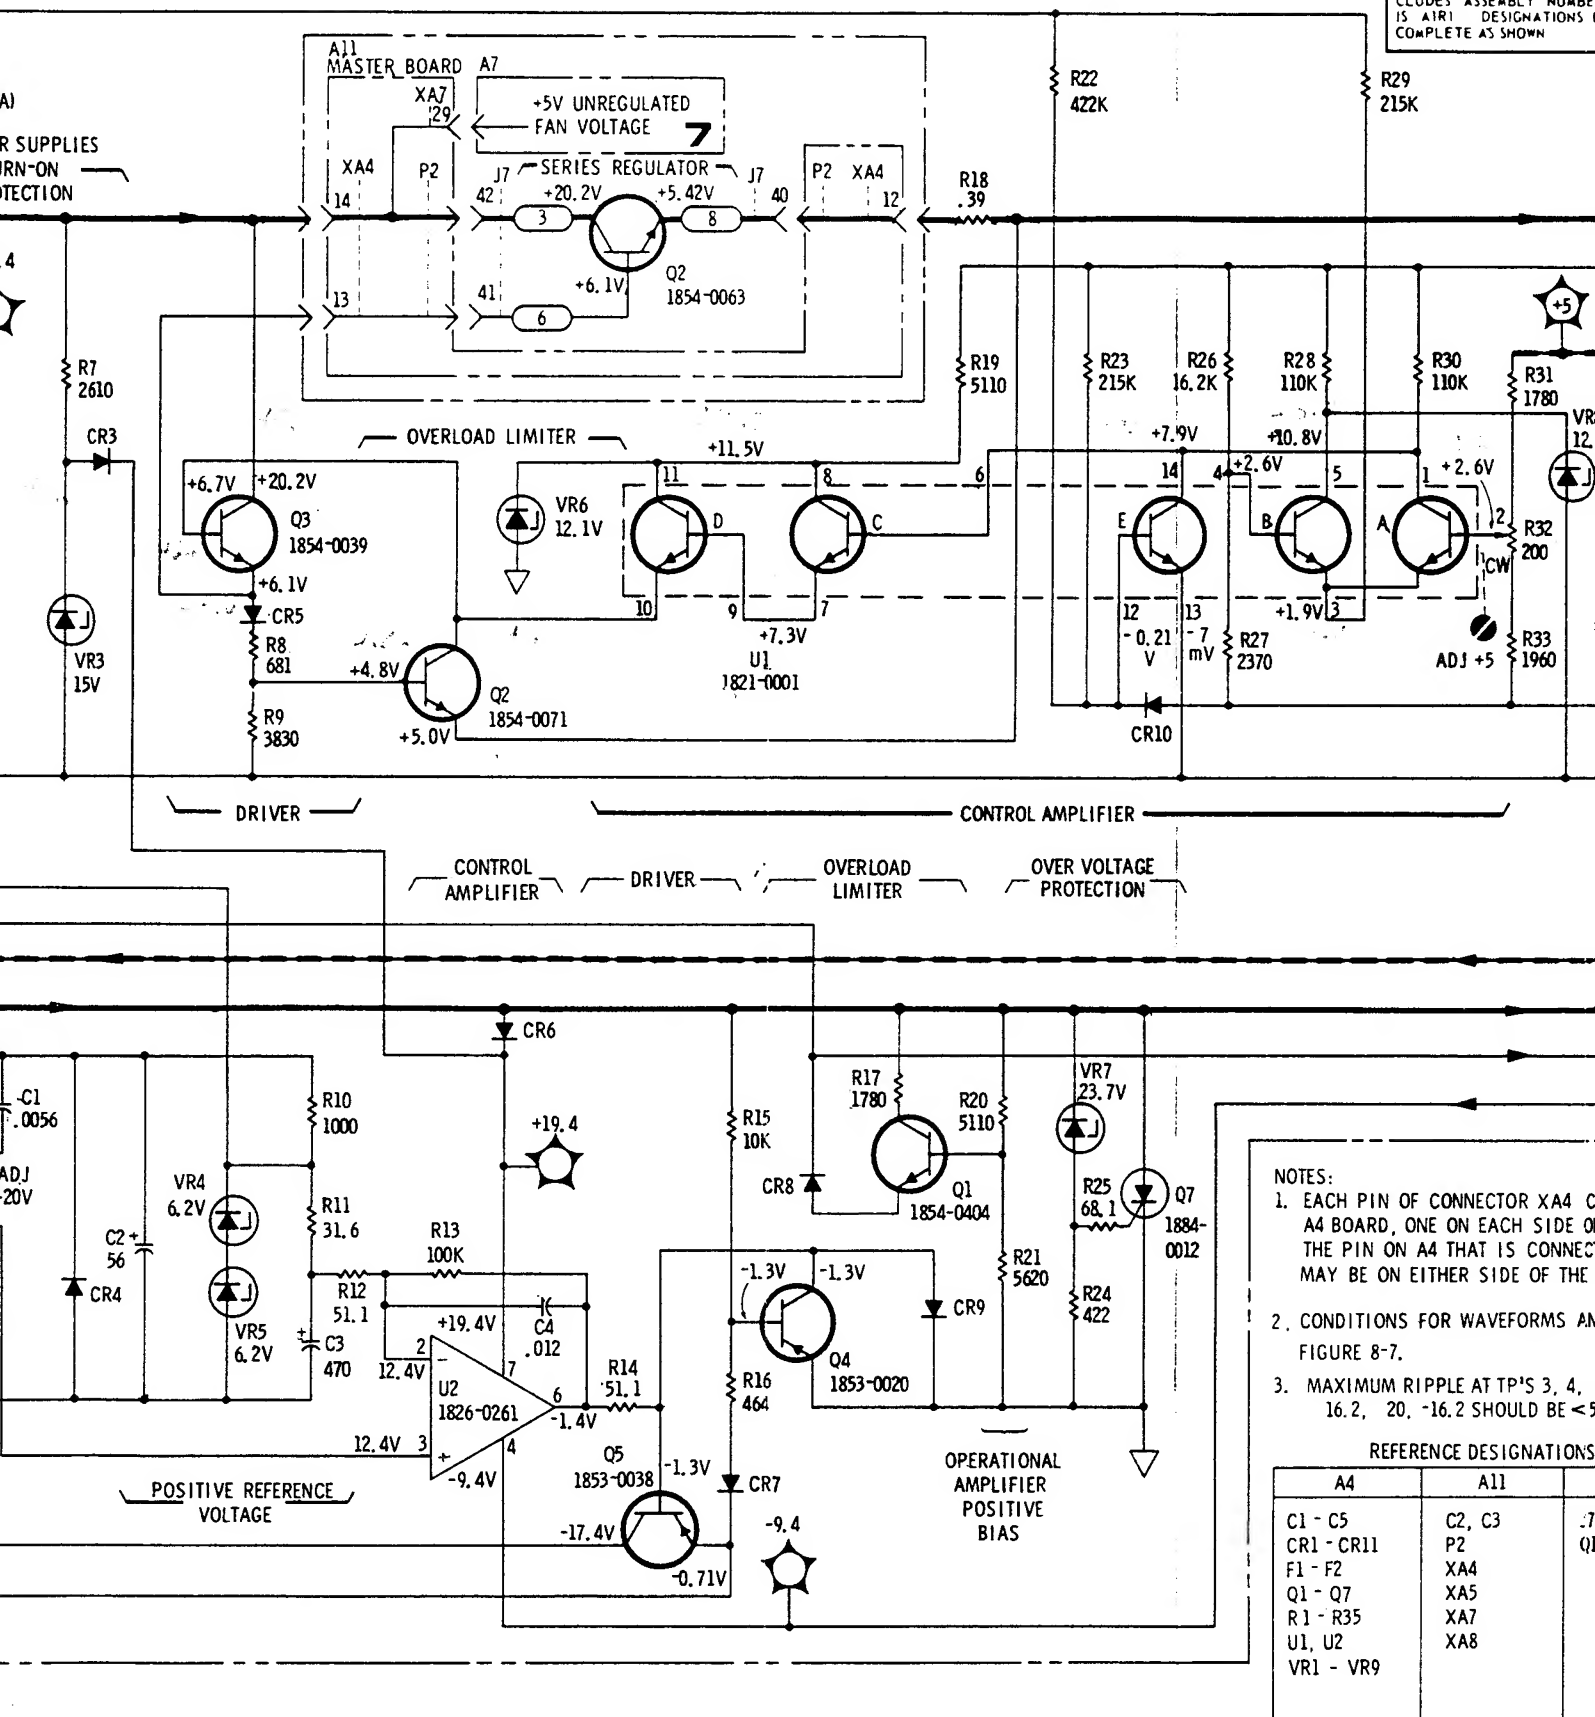 CLUDES ASSEMBLY NUMBE
IS A1R1 DESIGNATIONS
COMPLETE AS SHOWN
A11
MASTER BOARD A7
XA7
29
+5V UNREGULATED
FAN VOLTAGE 7
R22
422K
R29
215K
A)
R SUPPLIES
URN-ON
OTECTION
XA4 P2 J7
SERIES REGULATOR
J7 P2 XA4
14 42 +20.2V +5.42V 40 12
3 8
R18
.39
Q2
1854-0063
+6.1V
13 41
6
.4
+5
R7
2610
R19
5110
R23
215K
R26
16.2K
R28
110K
R30
110K
R31
1780
CR3
OVERLOAD LIMITER
+11.5V
+7.9V
+10.8V
VR
12.
11 8 6 14 4 +2.6V 5 1 +2.6V
+6.7V +20.2V
Q3
1854-0039
VR6
12.1V
D C E B A 2
R32
200
CW
+6.1V
CR5
10 9 7 12 13 +1.9V 3
+7.3V
-0.21
V
-7
mV
VR3
15V
R8
681
+4.8V
Q2
1854-0071
U1
1821-0001
R27
2370
ADJ +5
R33
1960
R9
3830
+5.0V
CR10
DRIVER
CONTROL AMPLIFIER
CONTROL
AMPLIFIER
DRIVER
OVERLOAD
LIMITER
OVER VOLTAGE
PROTECTION
CR6
C1
.0056
R10
1000
+19.4
R15
10K
R17
1780
R20
5110
VR7
23.7V
ADJ
-20V
VR4
6.2V
R11
31.6
CR8
Q1
1854-0404
R25
68.1
Q7
1884-
0012
C2 +
56
R13
100K
R21
5620
CR4
R12
51.1
-1.3V -1.3V
CR9
R24
422
VR5
6.2V
+
C3
470
+19.4V
C4
.012
2
-
12.4V
7
U2
1826-0261
R14
51.1
6
-1.4V
Q4
1853-0020
R16
464
12.4V 3
+
4
-9.4V
Q5
1853-0038
-1.3V
CR7
POSITIVE REFERENCE
VOLTAGE
-17.4V
-0.71V
-9.4
OPERATIONAL
AMPLIFIER
POSITIVE
BIAS
NOTES:
1. EACH PIN OF CONNECTOR XA4 C
A4 BOARD, ONE ON EACH SIDE O
THE PIN ON A4 THAT IS CONNEC
MAY BE ON EITHER SIDE OF THE
2. CONDITIONS FOR WAVEFORMS AN
FIGURE 8-7.
3. MAXIMUM RIPPLE AT TP'S 3, 4,
16.2, 20, -16.2 SHOULD BE <5
REFERENCE DESIGNATIONS
A4 A11
C1 - C5 C2, C3 J7
CR1 - CR11 P2 Q1
F1 - F2 XA4
Q1 - Q7 XA5
R1 - R35 XA7
U1, U2 XA8
VR1 - VR9